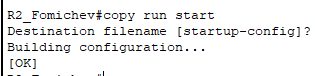 R2_Fomichev#copy run start
Destination filename [startup-config]?
Building configuration...
[OK]